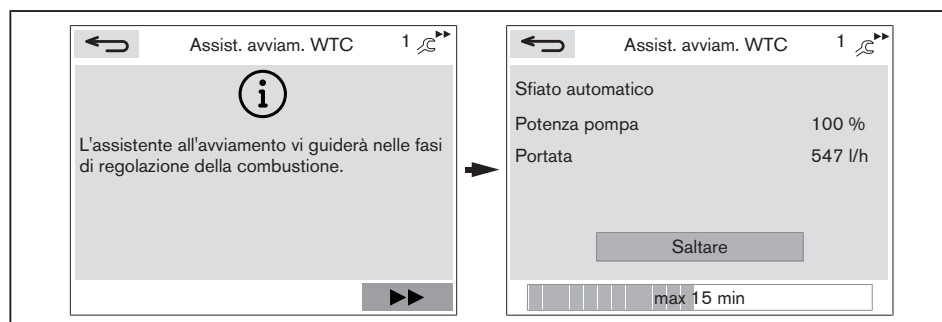 Assist. avviam. WTC
1
i
L'assistente all'avviamento vi guiderà nelle fasi
di regolazione della combustione.
Assist. avviam. WTC
1
Sfiato automatico
Potenza pompa 100 %
Portata 547 l/h
Saltare
max 15 min